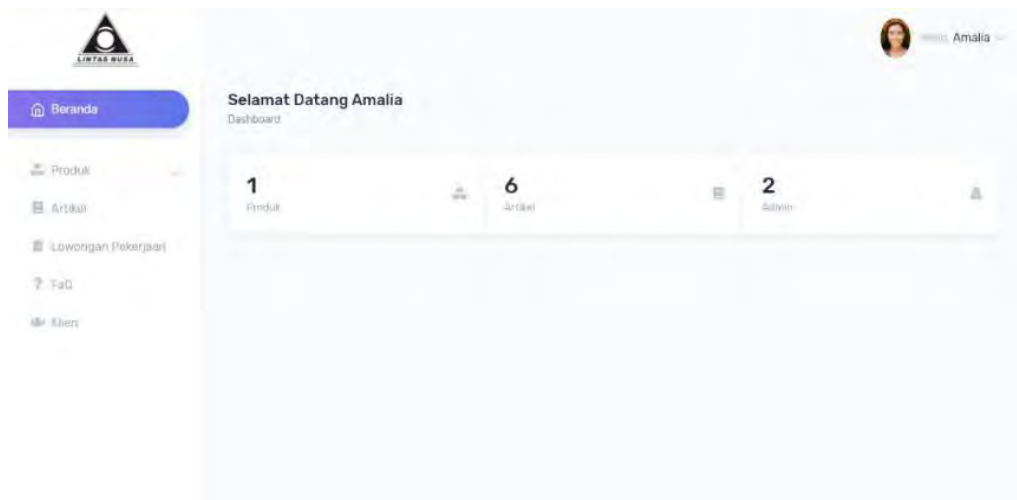 LINTAS NUSA
Amalia
Beranda
Selamat Datang Amalia
Dashboard
Produk
Artikel
Lowongan Pekerjaan
FaQ
Klien
1
Produk
6
Artikel
2
Admin